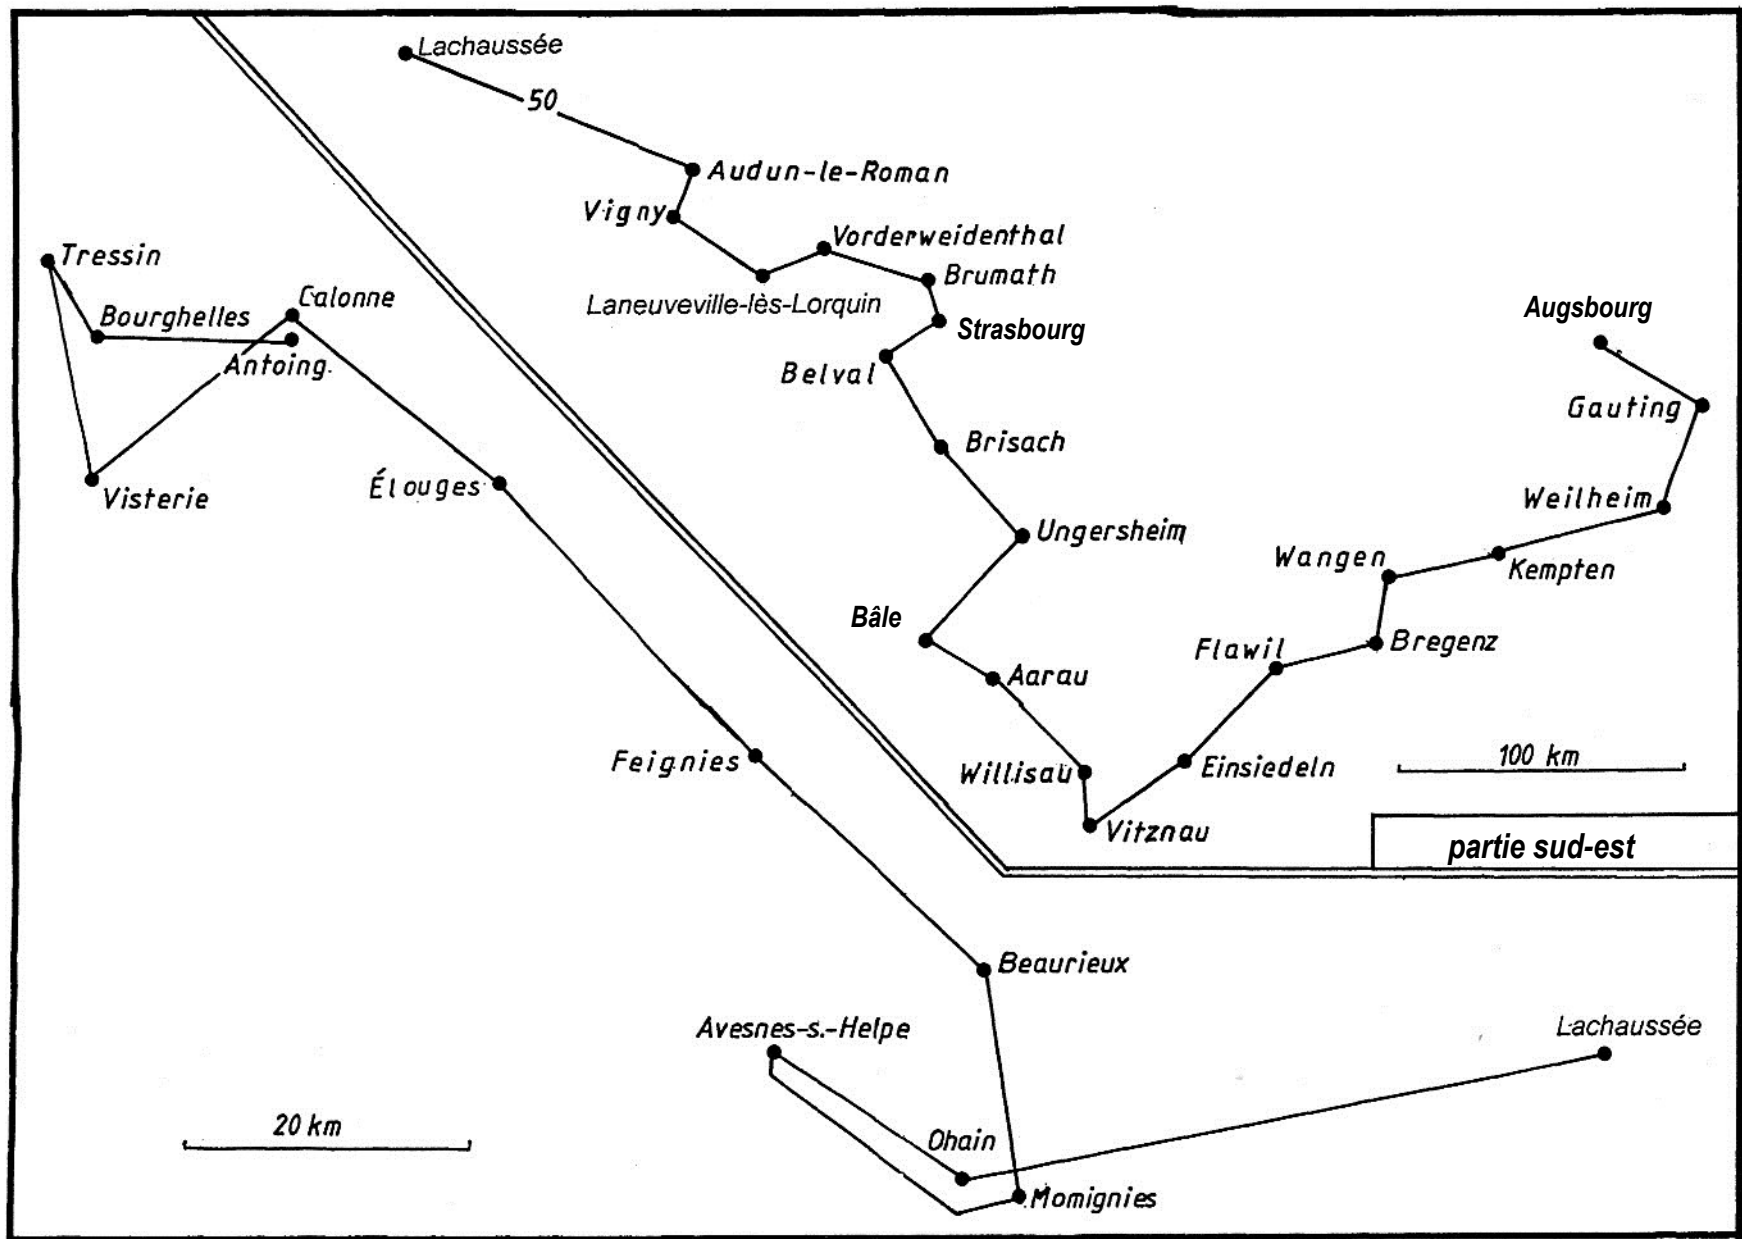 Lachaussée
50
Audun-le-Roman
Vigny
Vorderweidenthal
Brumath
Laneuveville-lès-Lorquin
Strasbourg
Belval
Brisach
Ungersheim
Bâle
Aarau
Willisau
Vitznau
Einsiedeln
Flawil
Bregenz
Wangen
Kempten
Weilheim
Gauting
Augsbourg
100 km
partie sud-est
Tressin
Bourghelles
Calonne
Antoing
Visterie
Élouges
Feignies
Beaurieux
Avesnes-s.-Helpe
Ohain
Momignies
Lachaussée
20 km